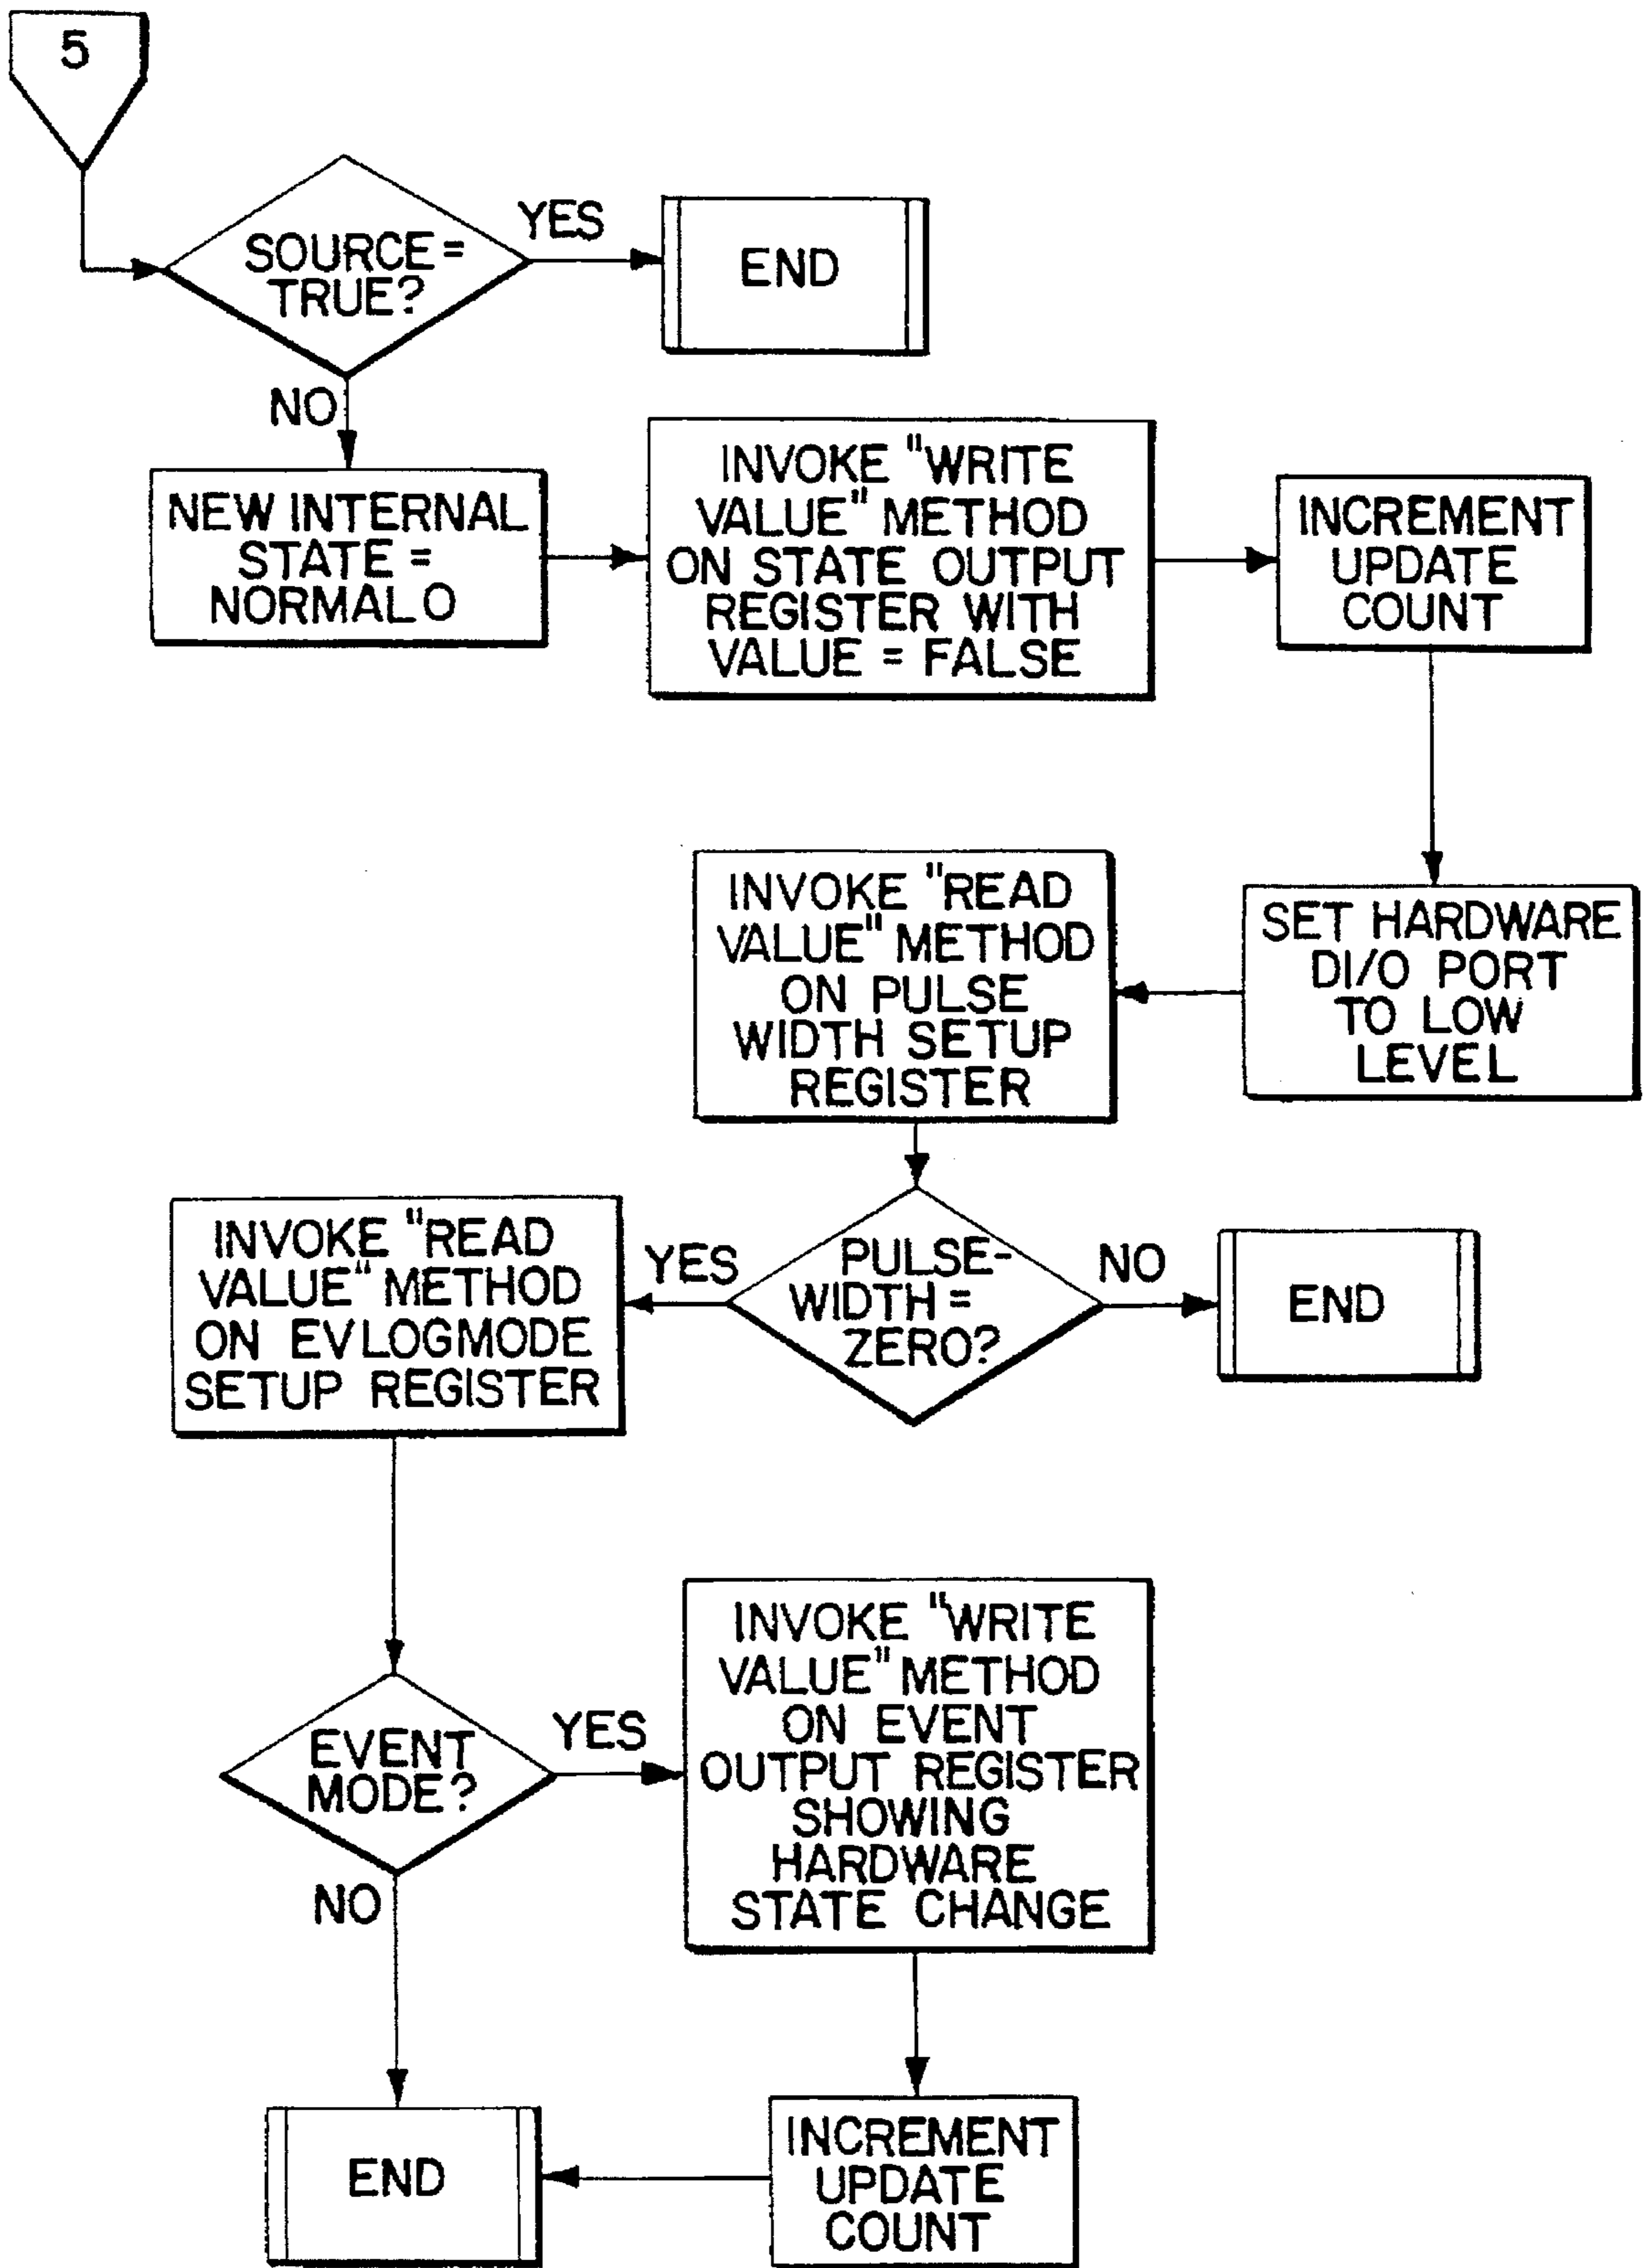 5
SOURCE =
TRUE?
YES
END
NO
NEW INTERNAL
STATE =
NORMAL 0
INVOKE "WRITE
VALUE" METHOD
ON STATE OUTPUT
REGISTER WITH
VALUE = FALSE
INCREMENT
UPDATE
COUNT
SET HARDWARE
DI/O PORT
TO LOW
LEVEL
INVOKE "READ
VALUE" METHOD
ON PULSE
WIDTH SETUP
REGISTER
PULSE-
WIDTH =
ZERO?
NO
END
YES
INVOKE "READ
VALUE" METHOD
ON EVLOGMODE
SETUP REGISTER
EVENT
MODE?
YES
INVOKE "WRITE
VALUE" METHOD
ON EVENT
OUTPUT REGISTER
SHOWING
HARDWARE
STATE CHANGE
NO
INCREMENT
UPDATE
COUNT
END